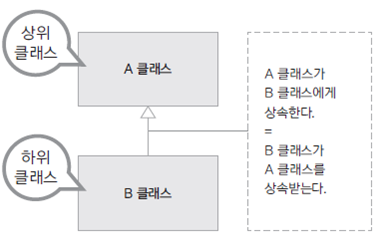 상위
클래스
A 클래스
하위
클래스
B 클래스
A 클래스가
B 클래스에게
상속한다.
=
B 클래스가
A 클래스를
상속받는다.